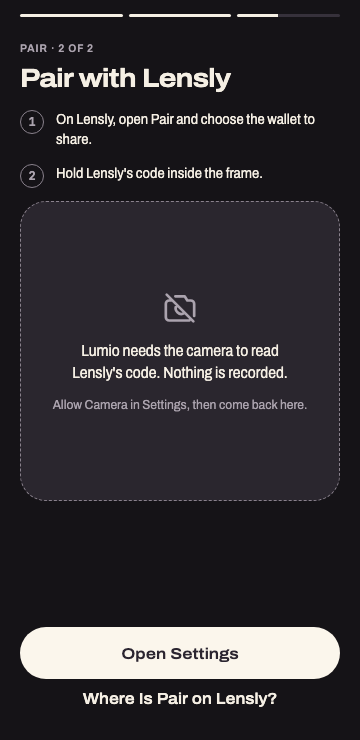 PAIR · 2 OF 2
Pair with Lensly
1 On Lensly, open Pair and choose the wallet to
share.
2 Hold Lensly's code inside the frame.
Lumio needs the camera to read
Lensly's code. Nothing is recorded.
Allow Camera in Settings, then come back here.
Open Settings
Where Is Pair on Lensly?